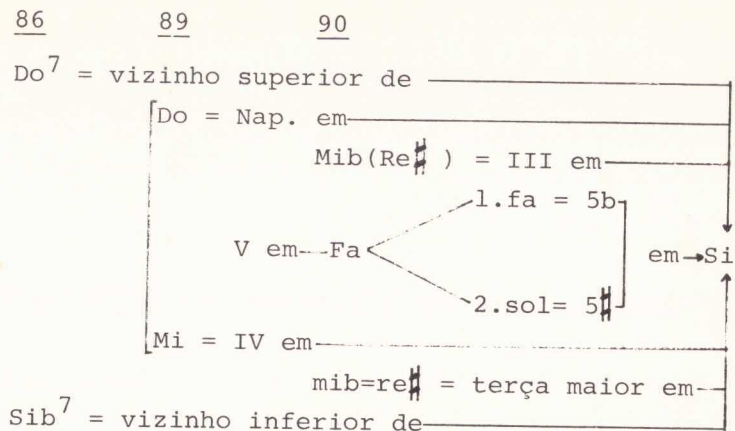 86 89 90
Do7 = vizinho superior de
Do = Nap. em
Mib(Re♯ ) = III em
1.fa = 5b
V em Fa em→Si
2.sol= 5♯
Mi = IV em
mib=re♯ = terça maior em
Sib7 = vizinho inferior de